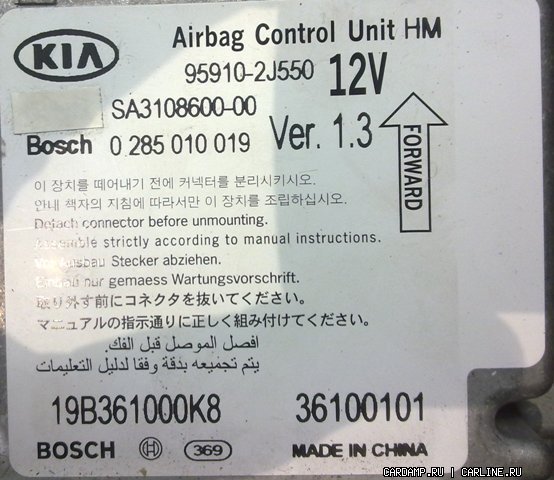 KIA
Airbag Control Unit HM
95910-2J550 12V
SA3108600-00
Bosch 0 285 010 019 Ver. 1.3
FORWARD
이 장치를 떼어내기 전에 커넥터를 분리시키시오.
안내 책자의 지침에 따라서만 이 장치를 조립하십시오.
Detach connector before unmounting.
Assemble strictly according to manual instructions.
Vor Ausbau Stecker abziehen.
Einbau nur gemaess Wartungsvorschrift.
取り外す前にコネクタを抜いてください。
マニュアルの指示通りに正しく組み付けてください。
افصل الموصل قبل الفك.
يتم تجميعه بدقة وفقا لدليل التعليمات
19B361000K8 36100101
BOSCH 369 MADE IN CHINA
CARDAMP.RU | CARLINE.RU